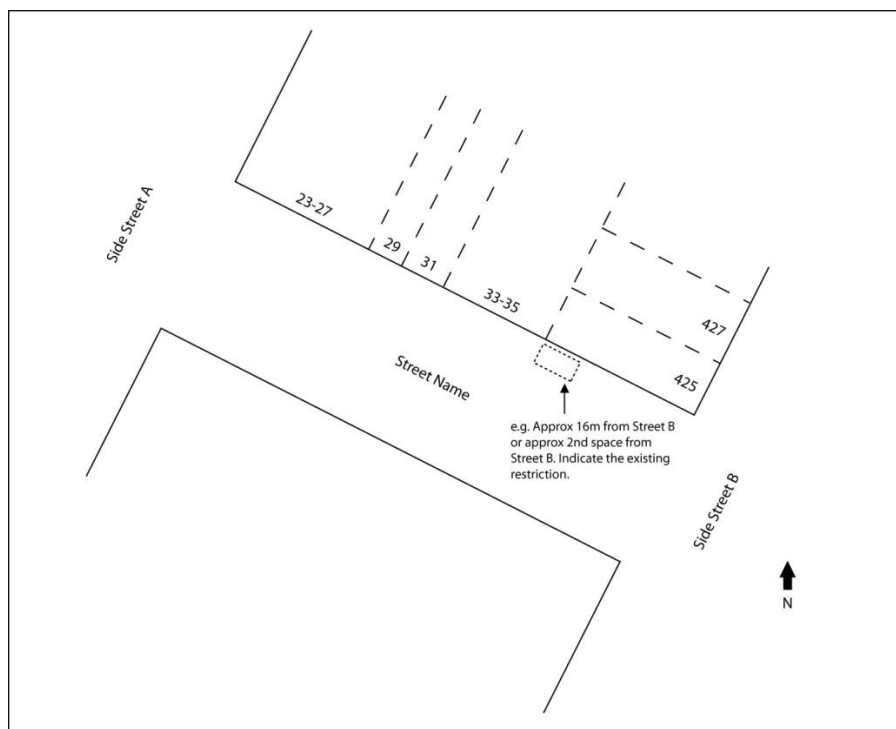 Side Street A
23-27
29
31
33-35
427
425
Street Name
e.g. Approx 16m from Street B
or approx 2nd space from
Street B. Indicate the existing
restriction.
Side Street B
N